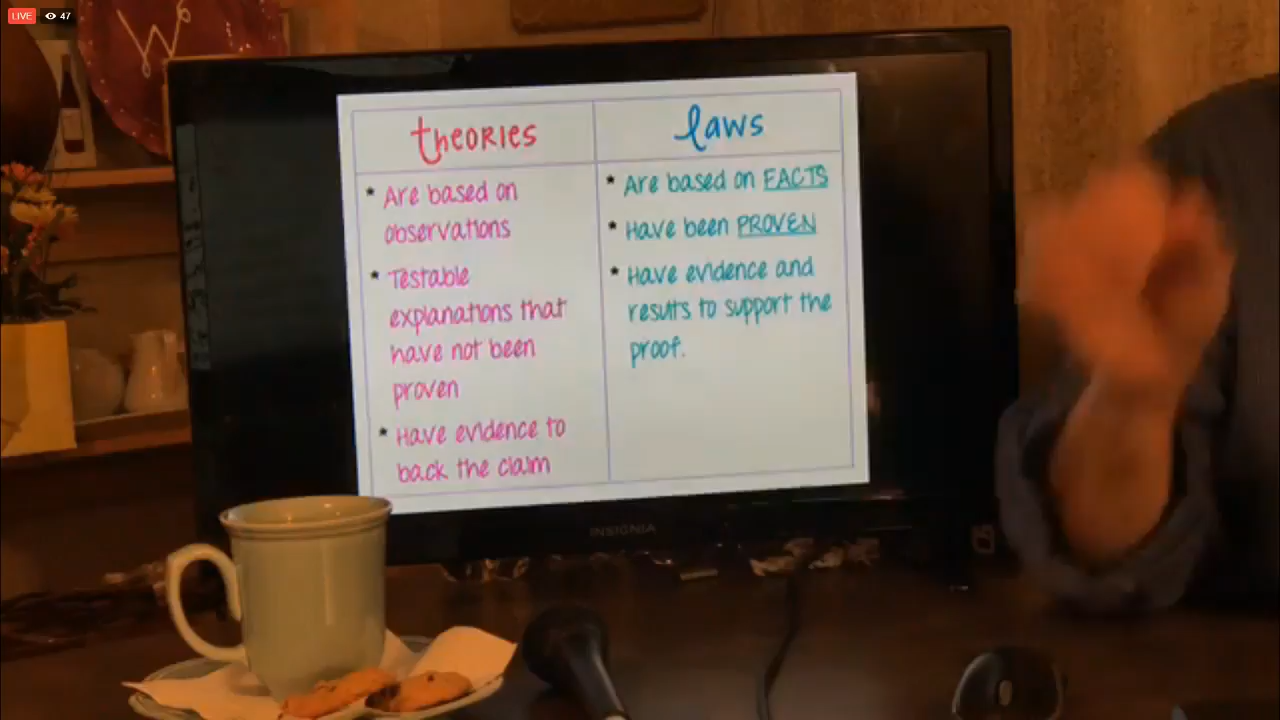 LIVE 47
W
theories
Are based on
observations
Testable
explanations that
have not been
proven
Have evidence to
back the claim
laws
Are based on FACTS
Have been PROVEN
Have evidence and
results to support the
proof.
INSIGNIA